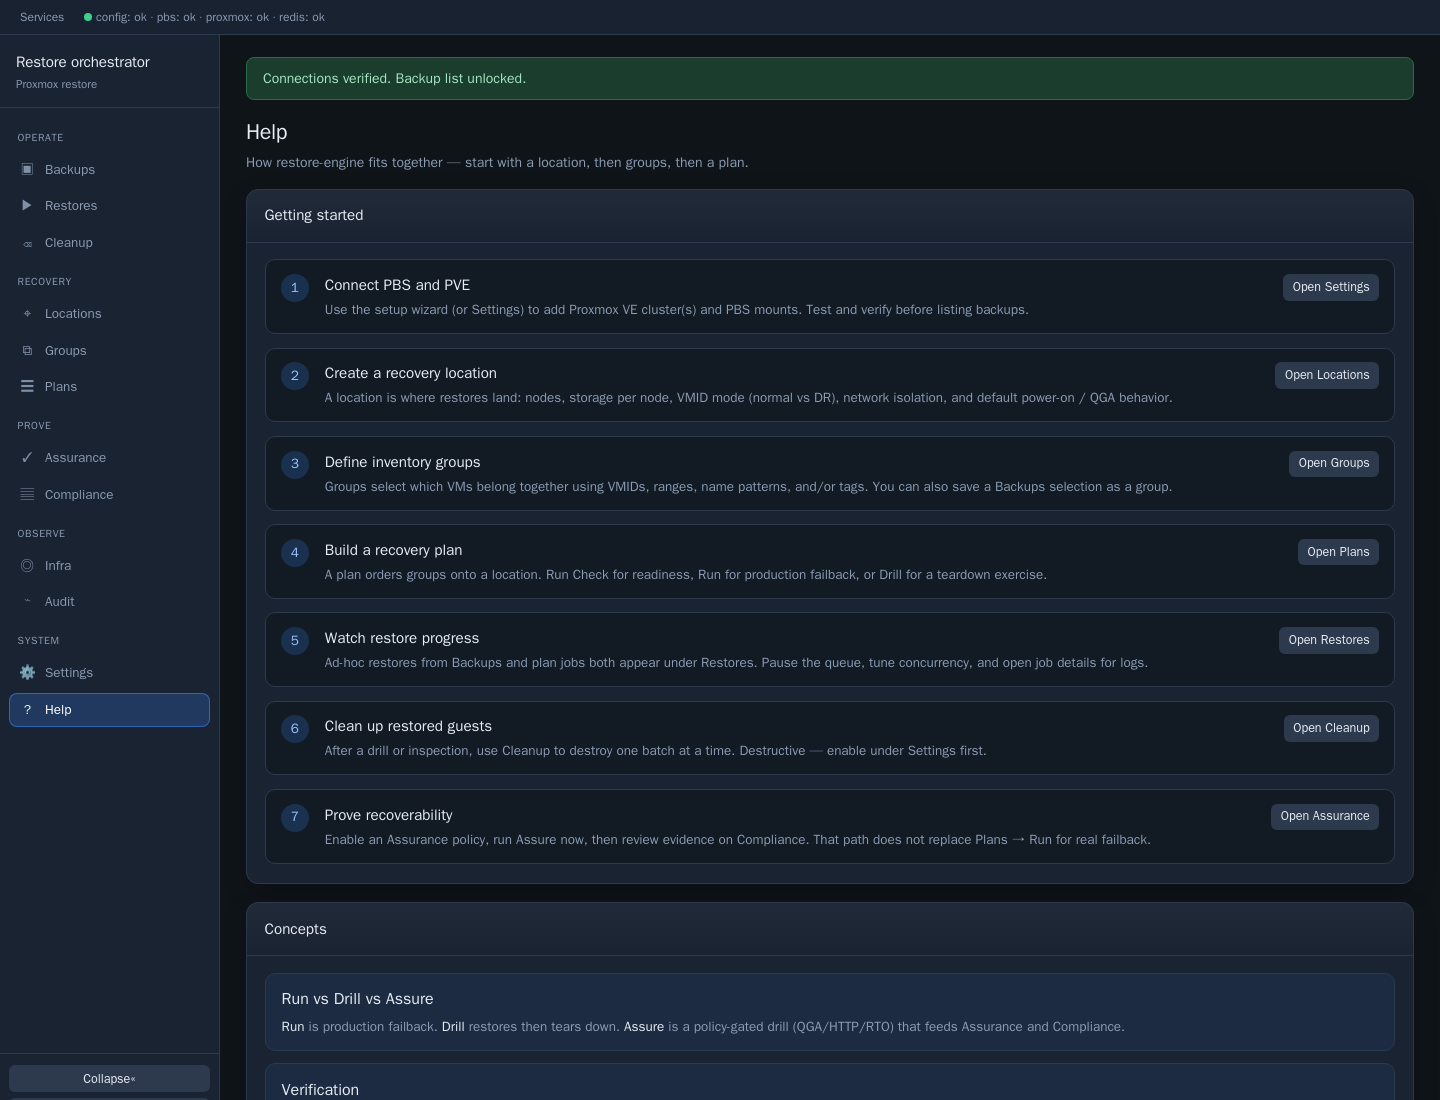 Services
config: ok · pbs: ok · proxmox: ok · redis: ok
Restore orchestrator
Proxmox restore
OPERATE
Backups
Restores
Cleanup
RECOVERY
Locations
Groups
Plans
PROVE
Assurance
Compliance
OBSERVE
Infra
Audit
SYSTEM
Settings
? Help
Collapse«
Connections verified. Backup list unlocked.
Help
How restore-engine fits together — start with a location, then groups, then a plan.
Getting started
1 Connect PBS and PVE
Use the setup wizard (or Settings) to add Proxmox VE cluster(s) and PBS mounts. Test and verify before listing backups.
Open Settings
2 Create a recovery location
A location is where restores land: nodes, storage per node, VMID mode (normal vs DR), network isolation, and default power-on / QGA behavior.
Open Locations
3 Define inventory groups
Groups select which VMs belong together using VMIDs, ranges, name patterns, and/or tags. You can also save a Backups selection as a group.
Open Groups
4 Build a recovery plan
A plan orders groups onto a location. Run Check for readiness, Run for production failback, or Drill for a teardown exercise.
Open Plans
5 Watch restore progress
Ad-hoc restores from Backups and plan jobs both appear under Restores. Pause the queue, tune concurrency, and open job details for logs.
Open Restores
6 Clean up restored guests
After a drill or inspection, use Cleanup to destroy one batch at a time. Destructive — enable under Settings first.
Open Cleanup
7 Prove recoverability
Enable an Assurance policy, run Assure now, then review evidence on Compliance. That path does not replace Plans → Run for real failback.
Open Assurance
Concepts
Run vs Drill vs Assure
Run is production failback. Drill restores then tears down. Assure is a policy-gated drill (QGA/HTTP/RTO) that feeds Assurance and Compliance.
Verification